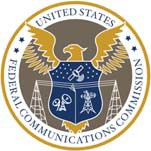 UNITED STATES
FEDERAL COMMUNICATIONS COMMISSION